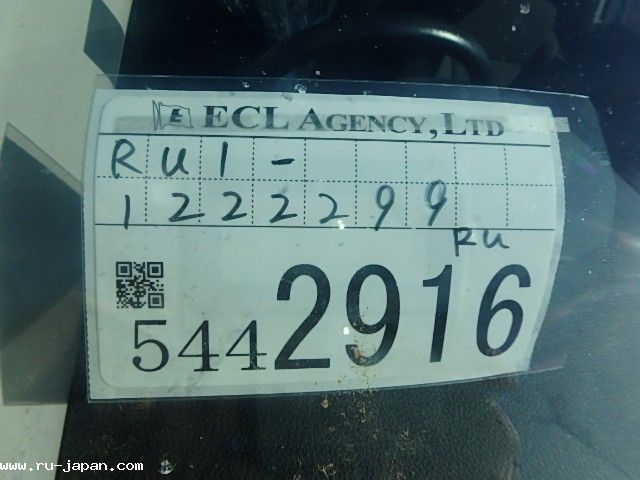 E ECL AGENCY, LTD
RU1-
1222299
RU
5442916
www.ru-japan.com